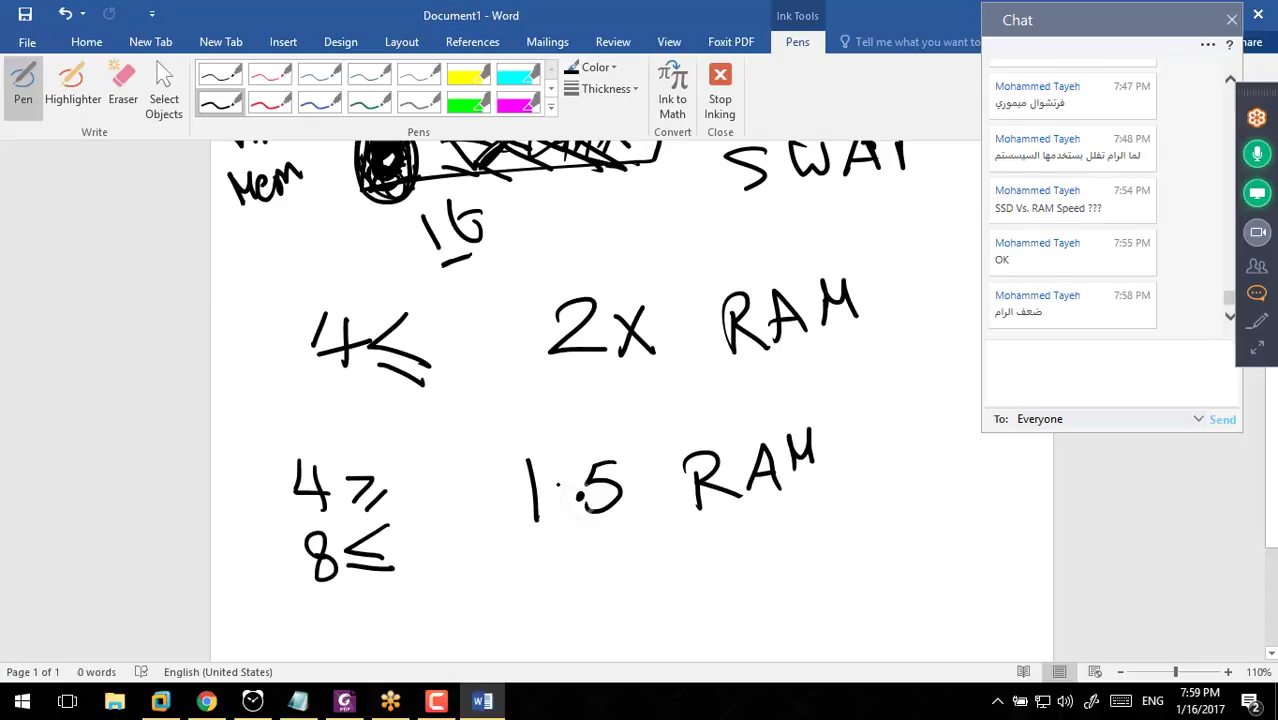 Document1 - Word
Ink Tools
Chat
File
Home
New Tab
New Tab
Insert
Design
Layout
References
Mailings
Review
View
Foxit PDF
Pens
Tell me what you want
Pen
Highlighter
Eraser
Select
Objects
Color
Thickness
Ink to
Math
Stop
Inking
Write
Pens
Convert
Close
Mohammed Tayeh 7:47 PM
فرتشوال ميموري
Mohammed Tayeh 7:48 PM
لما الرام تفلل يستخدمها السيسستم
Mohammed Tayeh 7:54 PM
SSD Vs. RAM Speed ???
Mohammed Tayeh 7:55 PM
OK
Mohammed Tayeh 7:58 PM
ضعف الرام
To: Everyone
Send
Mem
SWAP
16
4≤ 2x RAM
4 ≥ 1.5 RAM
8 ≤
Page 1 of 1
0 words
English (United States)
110%
ENG
7:59 PM
1/16/2017
2